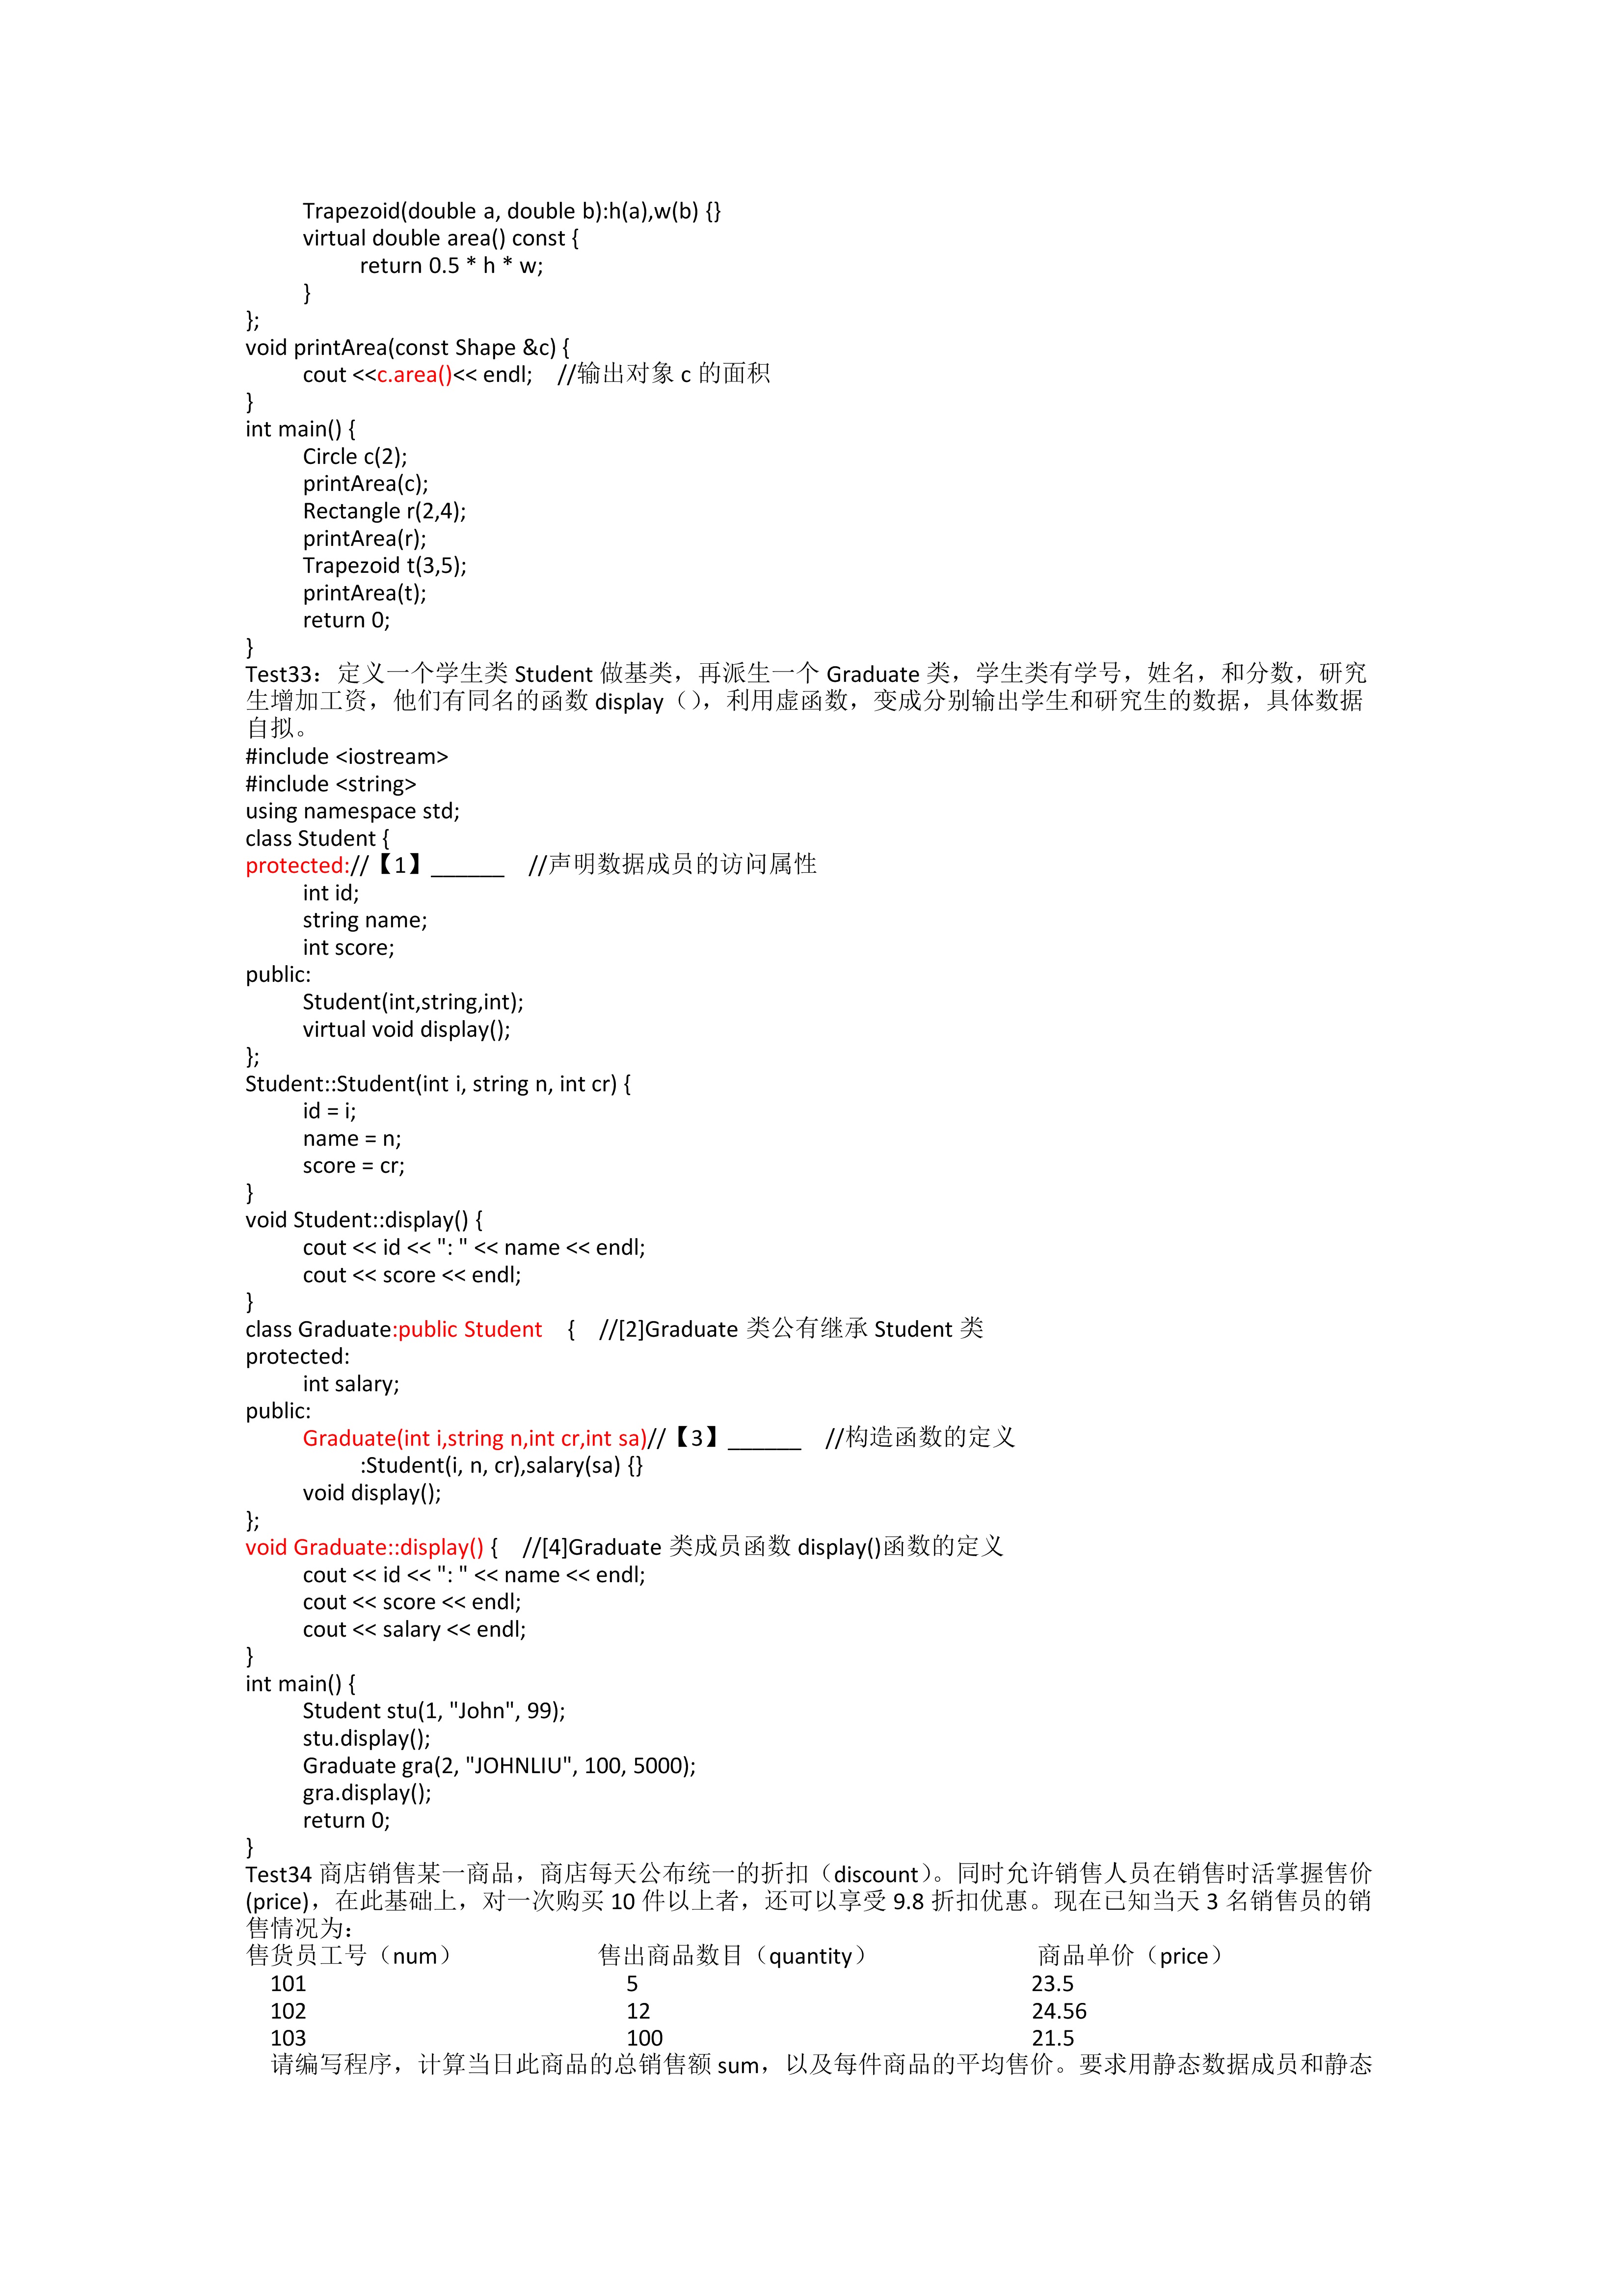 Trapezoid(double a, double b):h(a),w(b) {}
virtual double area() const {
return 0.5 * h * w;
}
};
void printArea(const Shape &c) {
cout <<c.area()<< endl; //输出对象 c 的面积
}
int main() {
Circle c(2);
printArea(c);
Rectangle r(2,4);
printArea(r);
Trapezoid t(3,5);
printArea(t);
return 0;
}
Test33：定义一个学生类 Student 做基类，再派生一个 Graduate 类，学生类有学号，姓名，和分数，研究
生增加工资，他们有同名的函数 display（），利用虚函数，变成分别输出学生和研究生的数据，具体数据
自拟。
#include <iostream>
#include <string>
using namespace std;
class Student {
protected://【1】______ //声明数据成员的访问属性
int id;
string name;
int score;
public:
Student(int,string,int);
virtual void display();
};
Student::Student(int i, string n, int cr) {
id = i;
name = n;
score = cr;
}
void Student::display() {
cout << id << ": " << name << endl;
cout << score << endl;
}
class Graduate:public Student { //[2]Graduate 类公有继承 Student 类
protected:
int salary;
public:
Graduate(int i,string n,int cr,int sa)//【3】______ //构造函数的定义
:Student(i, n, cr),salary(sa) {}
void display();
};
void Graduate::display() { //[4]Graduate 类成员函数 display()函数的定义
cout << id << ": " << name << endl;
cout << score << endl;
cout << salary << endl;
}
int main() {
Student stu(1, "John", 99);
stu.display();
Graduate gra(2, "JOHNLIU", 100, 5000);
gra.display();
return 0;
}
Test34 商店销售某一商品，商店每天公布统一的折扣（discount）。同时允许销售人员在销售时活掌握售价
(price)，在此基础上，对一次购买 10 件以上者，还可以享受 9.8 折扣优惠。现在已知当天 3 名销售员的销
售情况为：
售货员工号（num） 售出商品数目（quantity） 商品单价（price）
101 5 23.5
102 12 24.56
103 100 21.5
请编写程序，计算当日此商品的总销售额 sum，以及每件商品的平均售价。要求用静态数据成员和静态